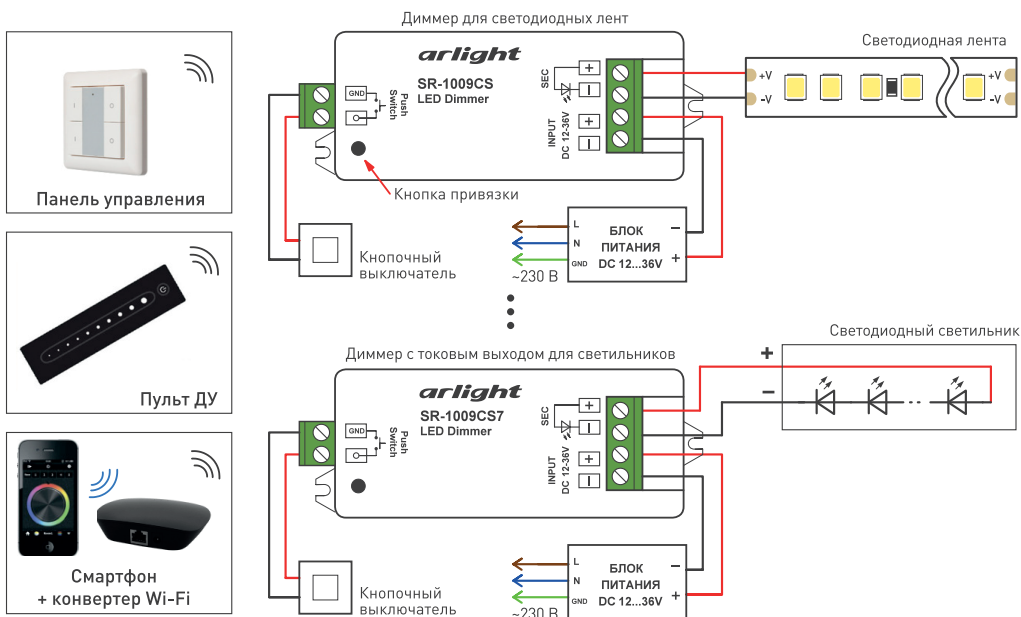 Диммер для светодиодных лент
Светодиодная лента
arlight
SR-1009CS
LED Dimmer
GND
Push
Switch
SEC
+
−
INPUT
DC 12-36V
+
−
+V
-V
+V
-V
Кнопка привязки
Панель управления
Кнопочный
выключатель
L
N
GND
~230 В
БЛОК
ПИТАНИЯ
DC 12...36V
−
+
Пульт ДУ
Светодиодный светильник
+
−
Диммер с токовым выходом для светильников
arlight
SR-1009CS7
LED Dimmer
GND
Push
Switch
SEC
+
−
INPUT
DC 12-36V
+
−
Смартфон
+ конвертер Wi-Fi
Кнопочный
выключатель
L
N
GND
~230 В
БЛОК
ПИТАНИЯ
DC 12...36V
−
+